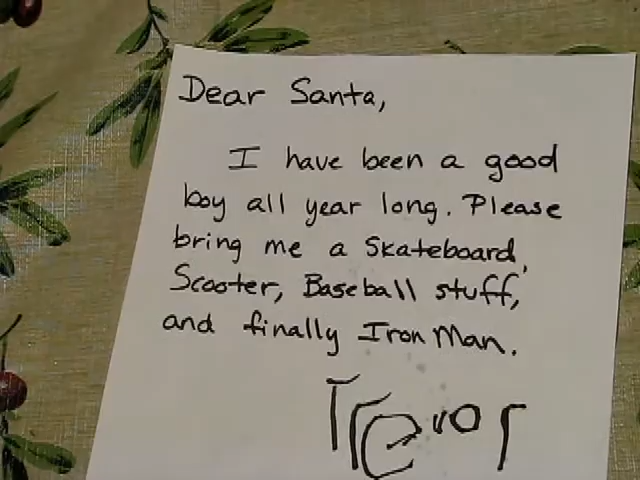 Dear Santa,
I have been a good
boy all year long. Please
bring me a Skateboard,
Scooter, Baseball stuff,
and finally Iron Man.
Trevor